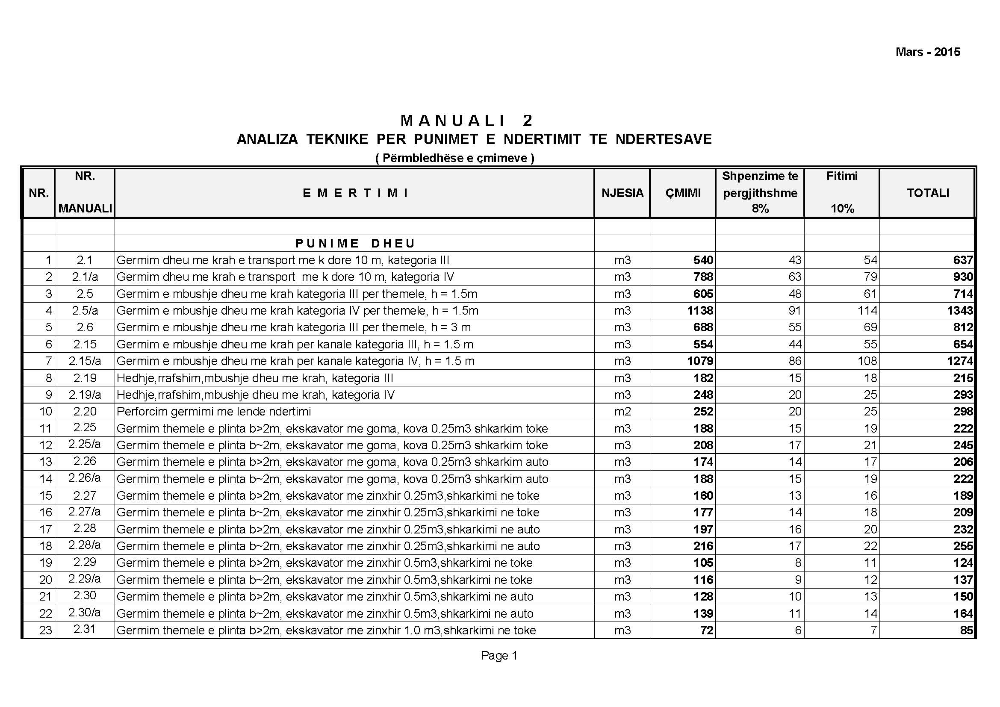 Mars - 2015
M A N U A L I 2
ANALIZA TEKNIKE PER PUNIMET E NDERTIMIT TE NDERTESAVE
( Përmbledhëse e çmimeve )
NR. NR. MANUALI E M E R T I M I NJESIA ÇMIMI Shpenzime te pergjithshme 8% Fitimi 10% TOTALI
P U N I M E D H E U
1 2.1 Germim dheu me krah e transport me k dore 10 m, kategoria III m3 540 43 54 637
2 2.1/a Germim dheu me krah e transport me k dore 10 m, kategoria IV m3 788 63 79 930
3 2.5 Germim e mbushje dheu me krah kategoria III per themele, h = 1.5m m3 605 48 61 714
4 2.5/a Germim e mbushje dheu me krah kategoria IV per themele, h = 1.5m m3 1138 91 114 1343
5 2.6 Germim e mbushje dheu me krah kategoria III per themele, h = 3 m m3 688 55 69 812
6 2.15 Germim e mbushje dheu me krah per kanale kategoria III, h = 1.5 m m3 554 44 55 654
7 2.15/a Germim e mbushje dheu me krah per kanale kategoria IV, h = 1.5 m m3 1079 86 108 1274
8 2.19 Hedhje,rrafshim,mbushje dheu me krah, kategoria III m3 182 15 18 215
9 2.19/a Hedhje,rrafshim,mbushje dheu me krah, kategoria IV m3 248 20 25 293
10 2.20 Perforcim germimi me lende ndertimi m2 252 20 25 298
11 2.25 Germim themele e plinta b>2m, ekskavator me goma, kova 0.25m3 shkarkim toke m3 188 15 19 222
12 2.25/a Germim themele e plinta b~2m, ekskavator me goma, kova 0.25m3 shkarkim toke m3 208 17 21 245
13 2.26 Germim themele e plinta b>2m, ekskavator me goma, kova 0.25m3 shkarkim auto m3 174 14 17 206
14 2.26/a Germim themele e plinta b~2m, ekskavator me goma, kova 0.25m3 shkarkim auto m3 188 15 19 222
15 2.27 Germim themele e plinta b>2m, ekskavator me zinxhir 0.25m3,shkarkimi ne toke m3 160 13 16 189
16 2.27/a Germim themele e plinta b~2m, ekskavator me zinxhir 0.25m3,shkarkimi ne toke m3 177 14 18 209
17 2.28 Germim themele e plinta b>2m, ekskavator me zinxhir 0.25m3,shkarkimi ne auto m3 197 16 20 232
18 2.28/a Germim themele e plinta b~2m, ekskavator me zinxhir 0.25m3,shkarkimi ne auto m3 216 17 22 255
19 2.29 Germim themele e plinta b>2m, ekskavator me zinxhir 0.5m3,shkarkimi ne toke m3 105 8 11 124
20 2.29/a Germim themele e plinta b~2m, ekskavator me zinxhir 0.5m3,shkarkimi ne toke m3 116 9 12 137
21 2.30 Germim themele e plinta b>2m, ekskavator me zinxhir 0.5m3,shkarkimi ne auto m3 128 10 13 150
22 2.30/a Germim themele e plinta b~2m, ekskavator me zinxhir 0.5m3,shkarkimi ne auto m3 139 11 14 164
23 2.31 Germim themele e plinta b>2m, ekskavator me zinxhir 1.0 m3,shkarkimi ne toke m3 72 6 7 85
Page 1